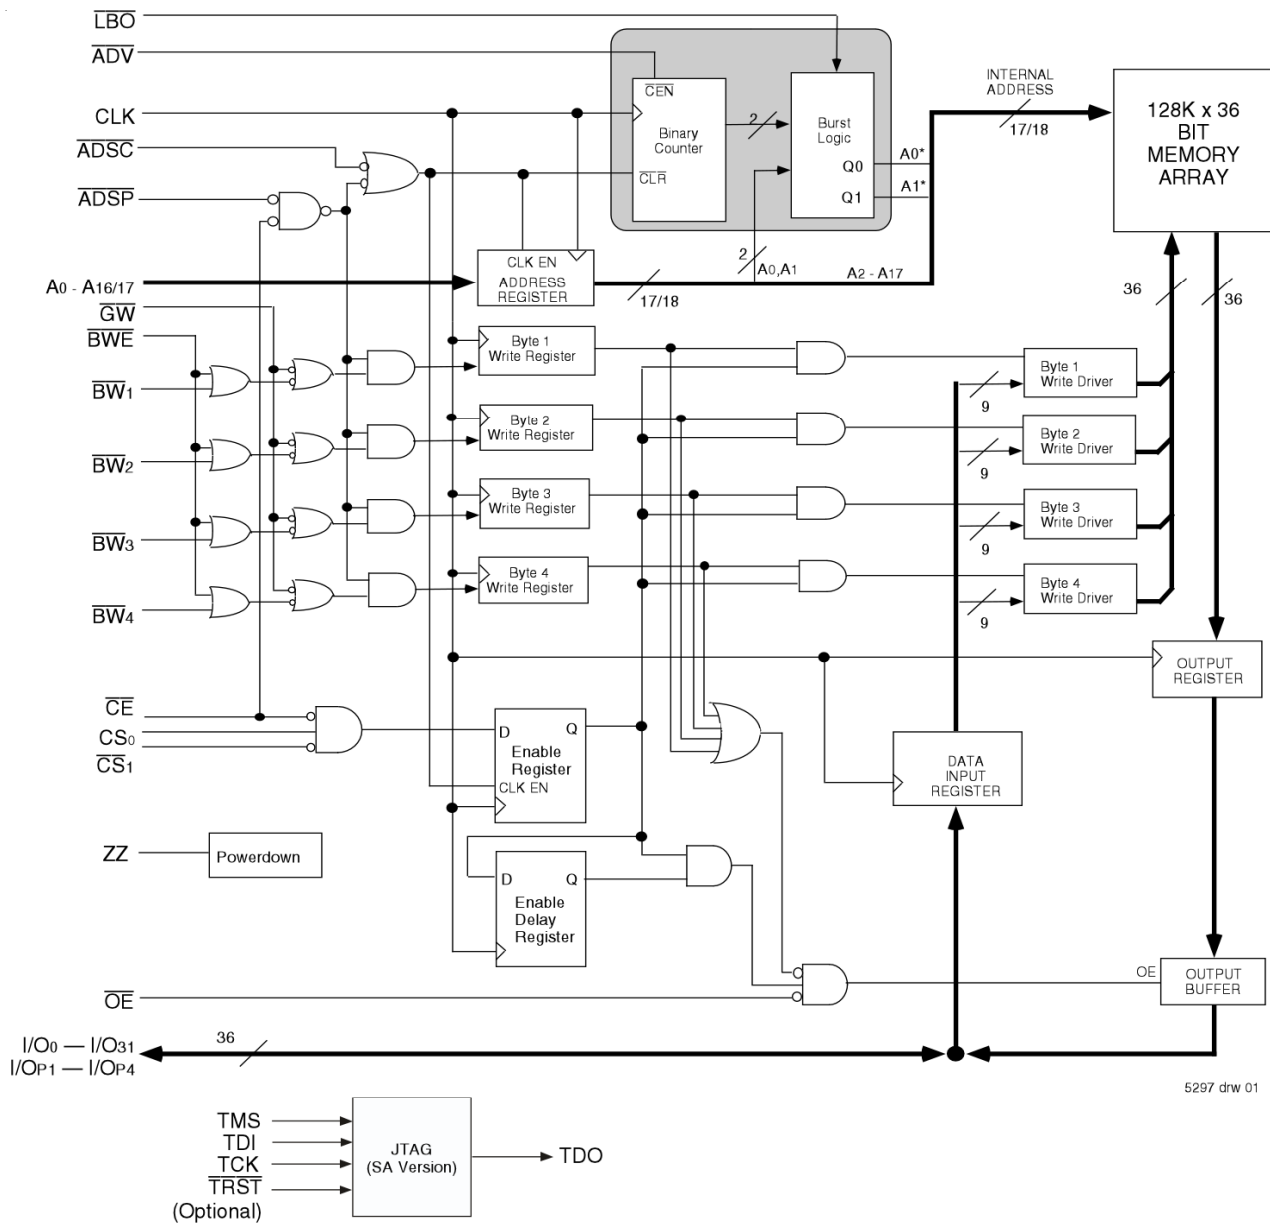 LBO
ADV
CEN
INTERNAL
ADDRESS
CLK
Binary
Counter
2
Burst
Logic
17/18
128K x 36
BIT
MEMORY
ARRAY
ADSC
CLR
Q0
A0*
ADSP
Q1
A1*
CLK EN
ADDRESS
REGISTER
2
A0,A1
A2 - A17
A0 - A16/17
17/18
36
36
GW
BWE
Byte 1
Write Register
Byte 1
Write Driver
BW1
9
Byte 2
Write Register
Byte 2
Write Driver
BW2
9
Byte 3
Write Register
Byte 3
Write Driver
BW3
9
Byte 4
Write Register
Byte 4
Write Driver
BW4
9
OUTPUT
REGISTER
CE
CS0
CS1
D
Q
Enable
Register
CLK EN
DATA
INPUT
REGISTER
ZZ
Powerdown
D
Q
Enable
Delay
Register
OE
OE
OUTPUT
BUFFER
36
I/O0 — I/O31
I/OP1 — I/OP4
5297 drw 01
TMS
TDI
TCK
TRST
(Optional)
JTAG
(SA Version)
TDO